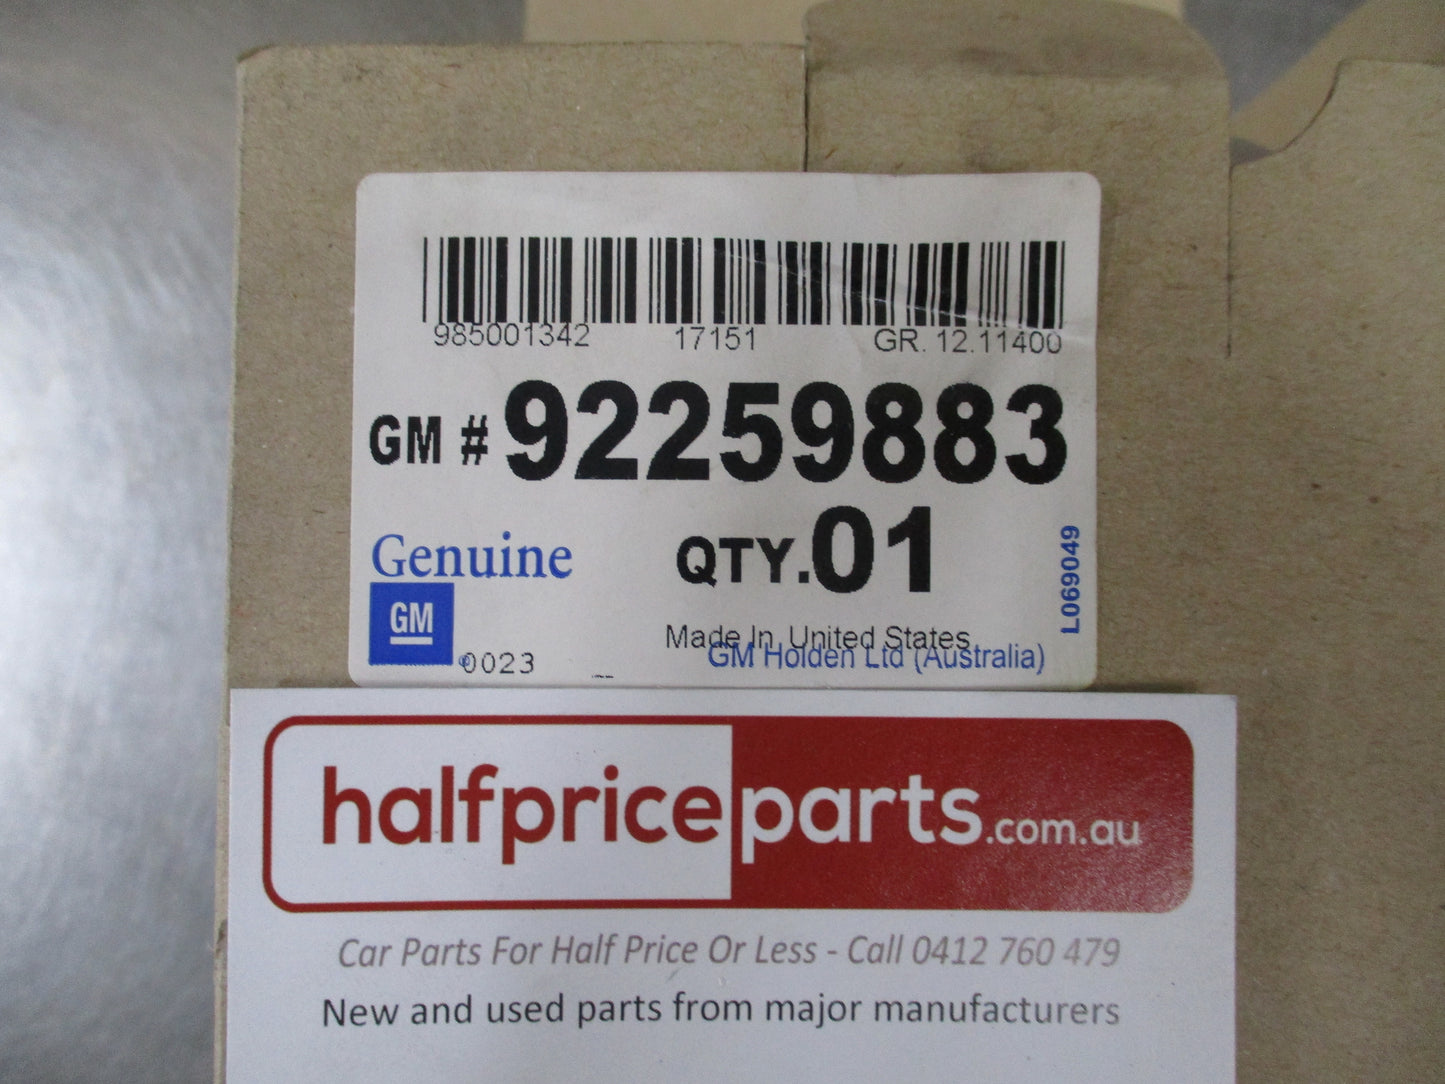 985001342 17151 GR. 12.11400
GM # 92259883
Genuine QTY. 01
GM
L069049
Made In United States
0023 GM Holden Ltd (Australia)
halfpriceparts.com.au
Car Parts For Half Price Or Less - Call 0412 760 479
New and used parts from major manufacturers